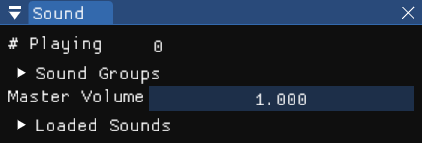 Sound
# Playing 0
Sound Groups
Master Volume 1.000
Loaded Sounds